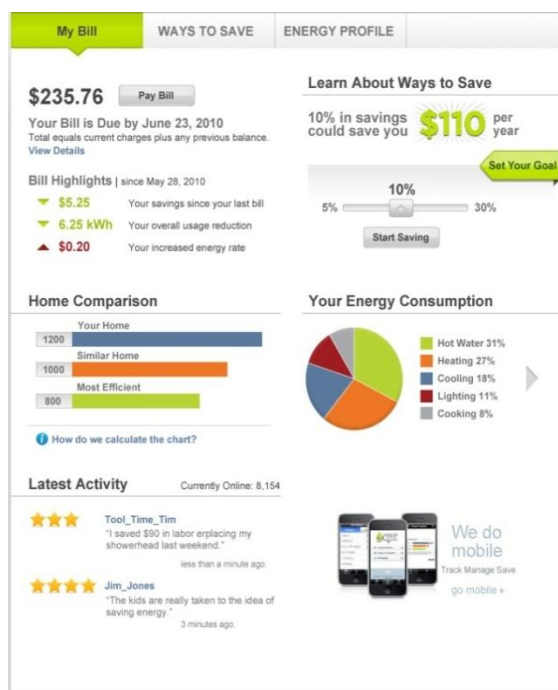 My Bill
WAYS TO SAVE
ENERGY PROFILE
$235.76
Pay Bill
Your Bill is Due by June 23, 2010
Total equals current charges plus any previous balance.
View Details
Bill Highlights | since May 28, 2010
$5.25 Your savings since your last bill
6.25 kWh Your overall usage reduction
$0.20 Your increased energy rate
Learn About Ways to Save
10% in savings
could save you
$110
per
year
Set Your Goal
10%
5%
30%
Start Saving
Home Comparison
Your Home
1200
Similar Home
1000
Most Efficient
800
How do we calculate the chart?
Your Energy Consumption
Hot Water 31%
Heating 27%
Cooling 18%
Lighting 11%
Cooking 8%
Latest Activity
Currently Online: 8,154
Tool_Time_Tim
"I saved $90 in labor erplacing my
showerhead last weekend."
less than a minute ago.
Jim_Jones
"The kids are really taken to the idea of
saving energy."
3 minutes ago.
We do
mobile
Track Manage Save
go mobile »